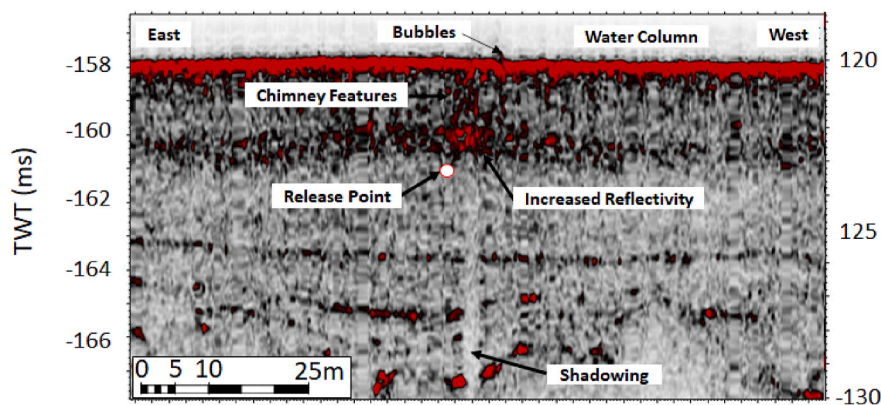 East
Bubbles
Water Column
West
-158
120
Chimney Features
-160
Release Point
Increased Reflectivity
-162
TWT (ms)
125
-164
-166
0 5 10 25m
Shadowing
-130